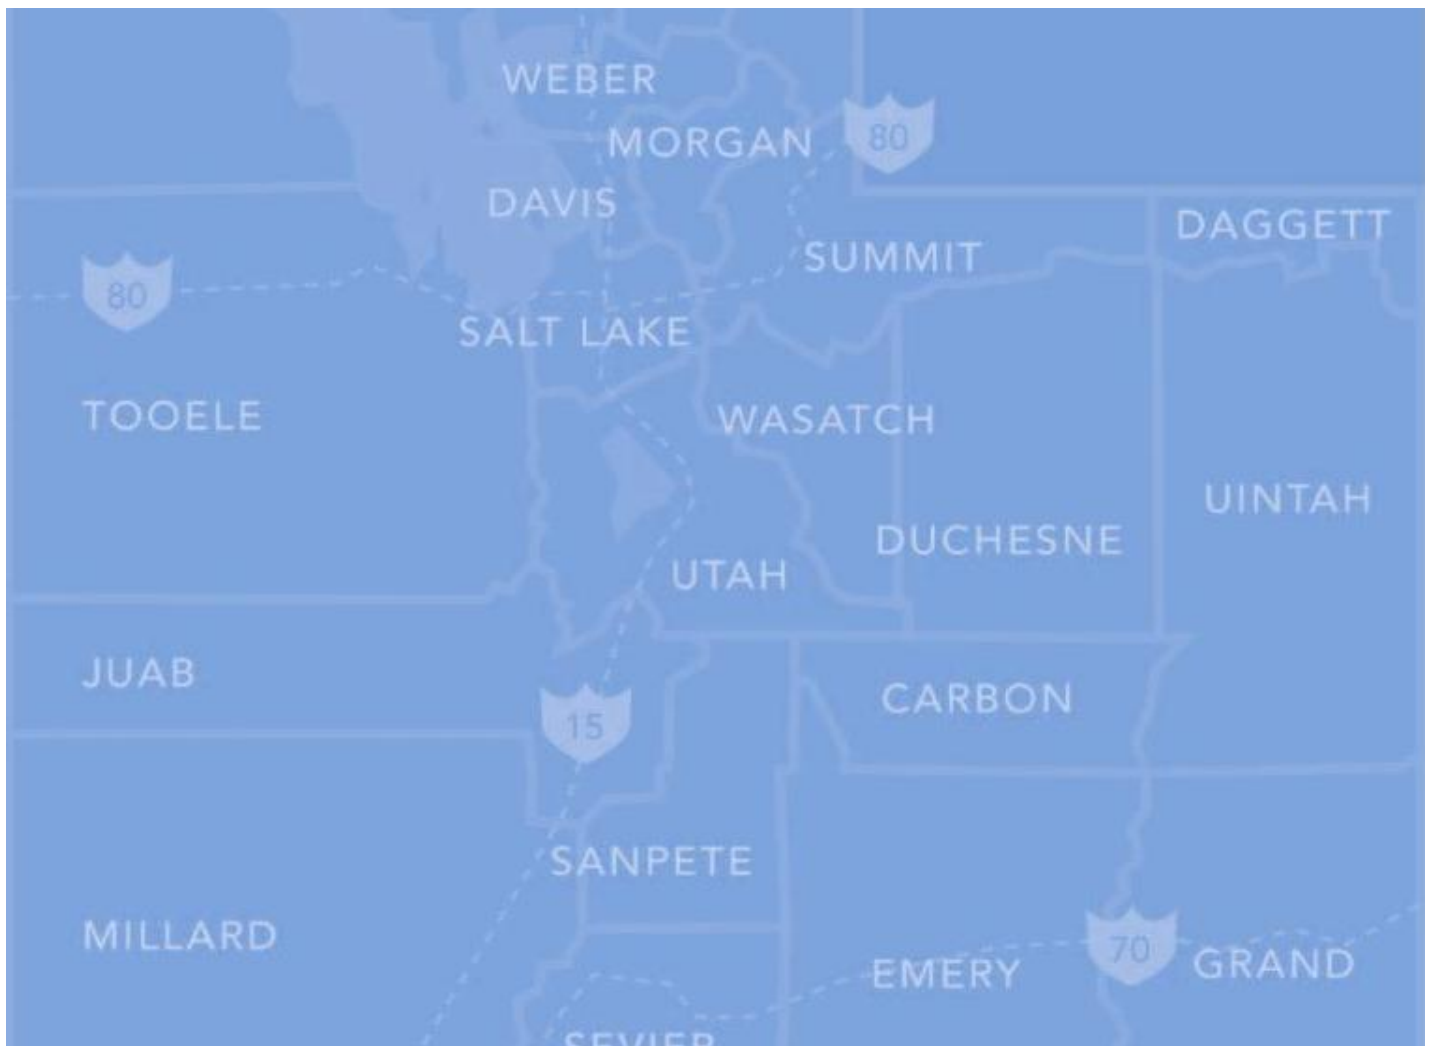 WEBER
MORGAN
80
DAVIS
DAGGETT
SUMMIT
80
SALT LAKE
TOOELE
WASATCH
UINTAH
DUCHESNE
UTAH
JUAB
CARBON
15
SANPETE
MILLARD
70
EMERY
GRAND
SEVIER